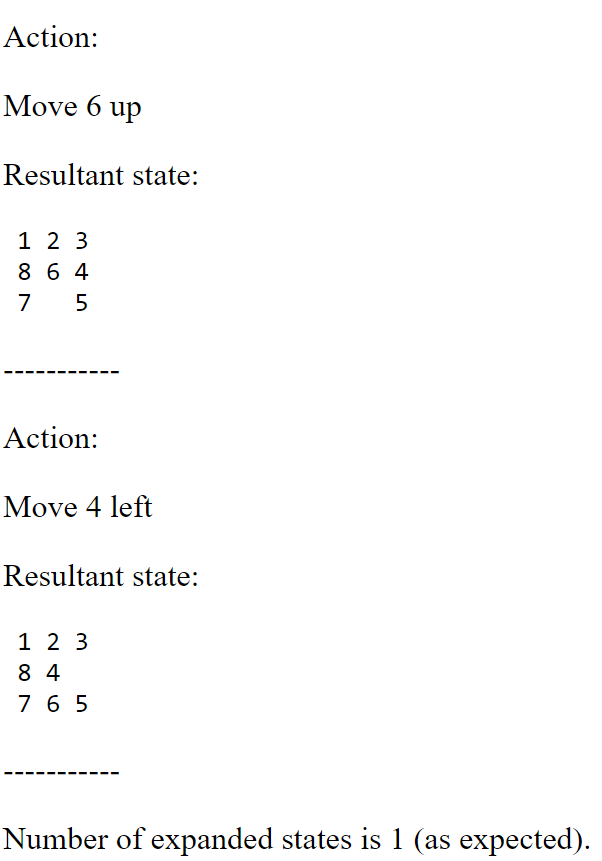 Action:
Move 6 up
Resultant state:
1 2 3
8 6 4
7   5
-----------
Action:
Move 4 left
Resultant state:
1 2 3
8 4
7 6 5
-----------
Number of expanded states is 1 (as expected).